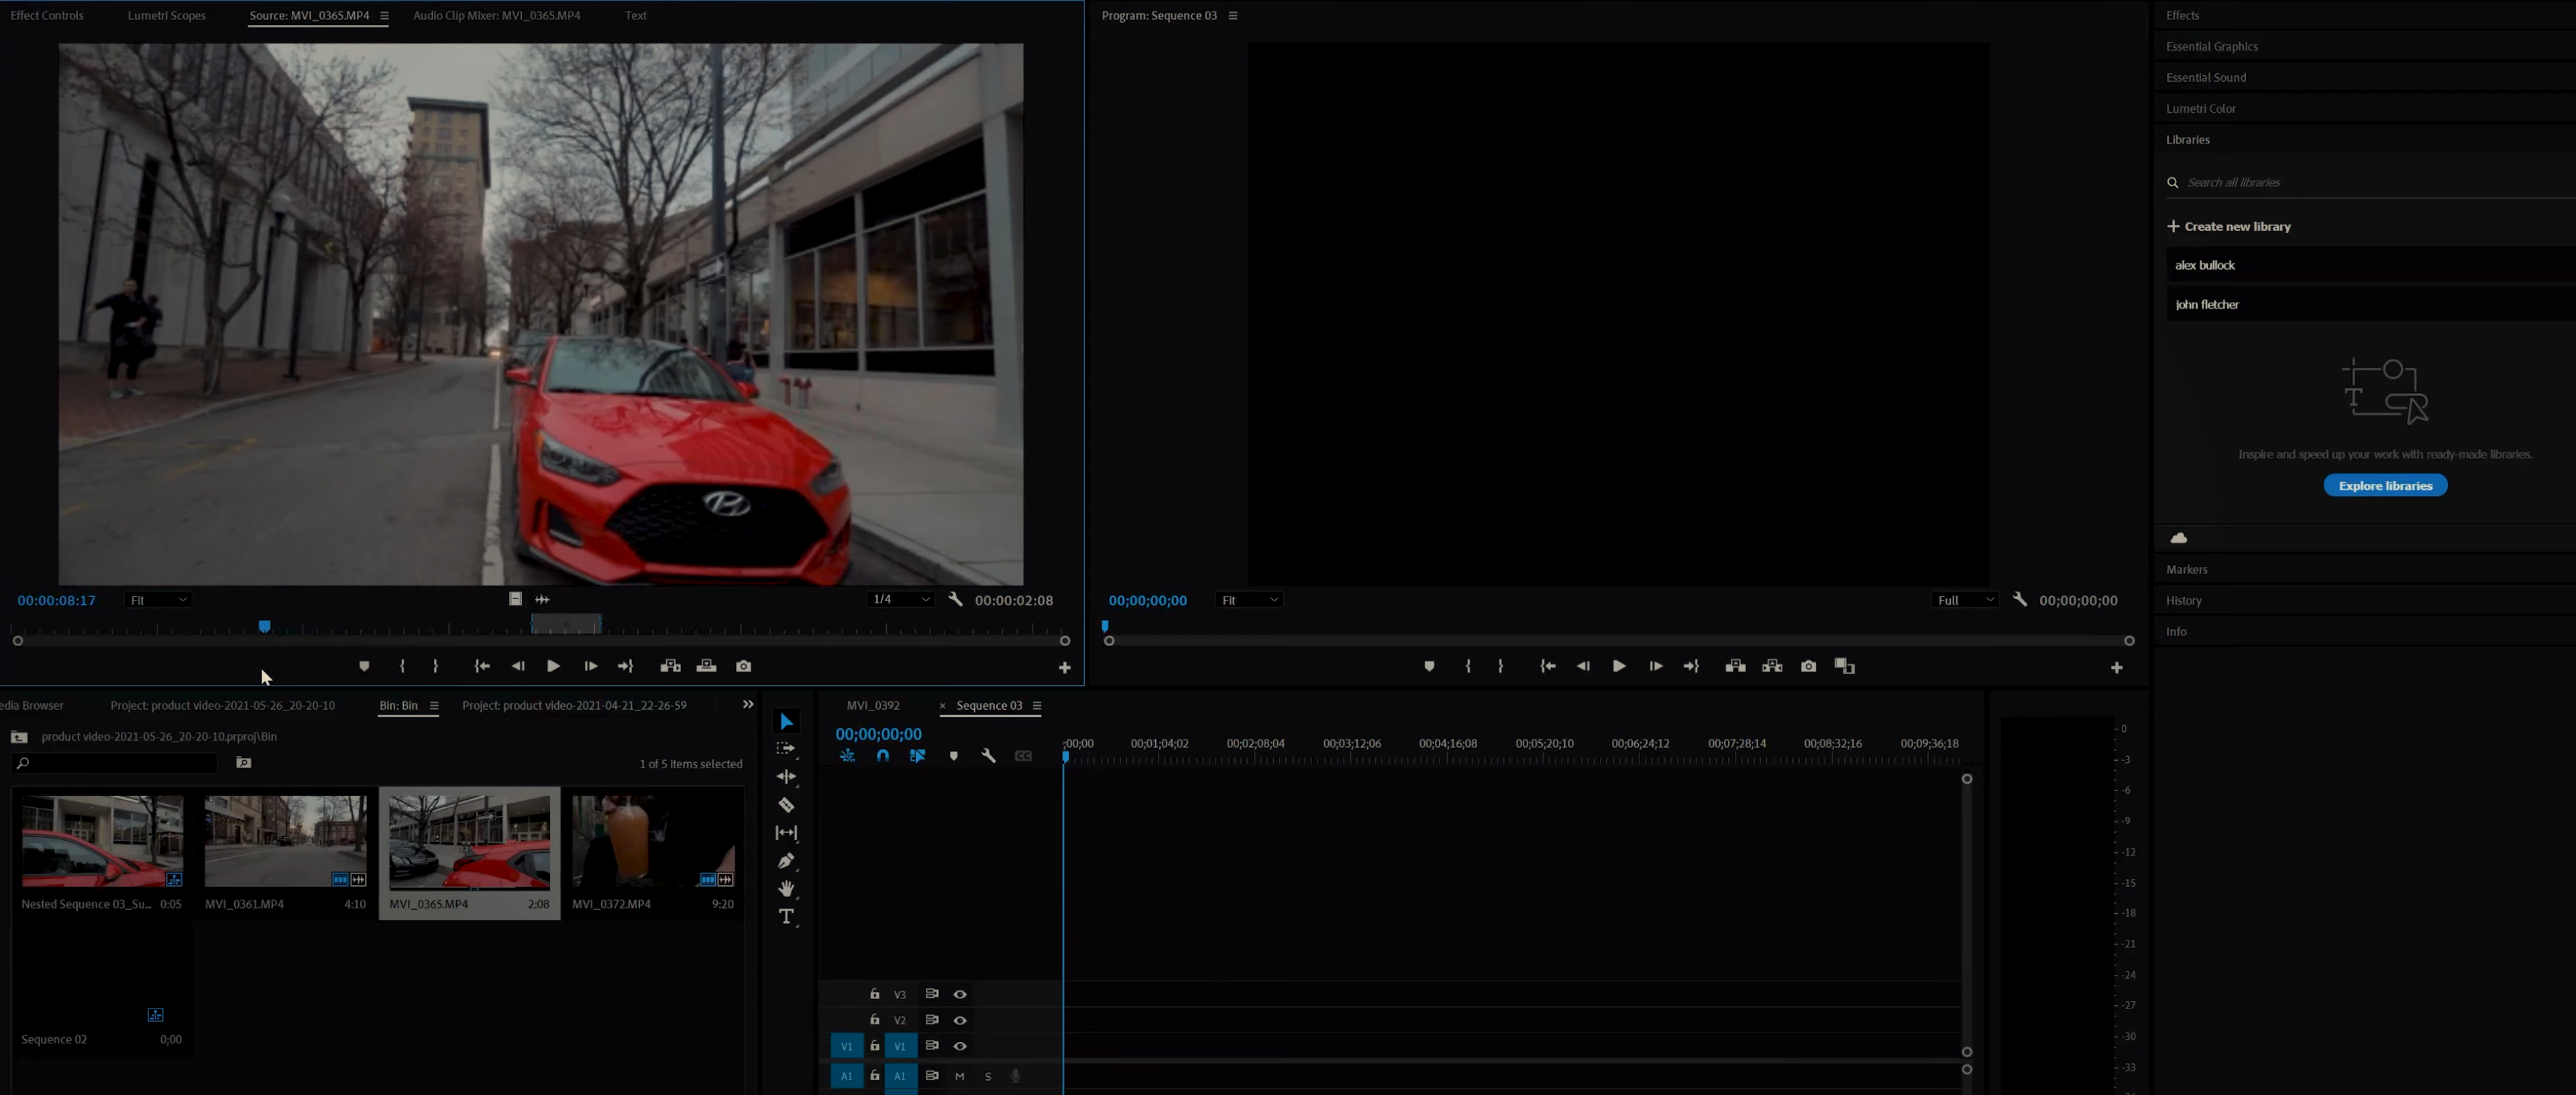 Effect Controls
Lumetri Scopes
Source: MVI_0365.MP4
Audio Clip Mixer: MVI_0365.MP4
Text
00:00:08:17
Fit
1/4
00:00:02:08
Program: Sequence 03
00;00;00;00
Fit
Full
00;00;00;00
Effects
Essential Graphics
Essential Sound
Lumetri Color
Libraries
Search all libraries
+ Create new library
alex bullock
john fletcher
Inspire and speed up your work with ready-made libraries.
Explore libraries
Markers
History
Info
edia Browser
Project: product video-2021-05-26_20-20-10
Bin: Bin
Project: product video-2021-04-21_22-26-59
product video-2021-05-26_20-20-10.prproj\Bin
1 of 5 items selected
Nested Sequence 03_Su... 0:05
MVI_0361.MP4 4:10
MVI_0365.MP4 2:08
MVI_0372.MP4 9:20
Sequence 02 0;00
MVI_0392
× Sequence 03
00;00;00;00
;00;00 00;01;04;02 00;02;08;04 00;03;12;06 00;04;16;08 00;05;20;10 00;06;24;12 00;07;28;14 00;08;32;16 00;09;36;18
V3
V2
V1 V1
A1 A1 M S
0
-3
-6
-9
-12
-15
-18
-21
-24
-27
-30
-33